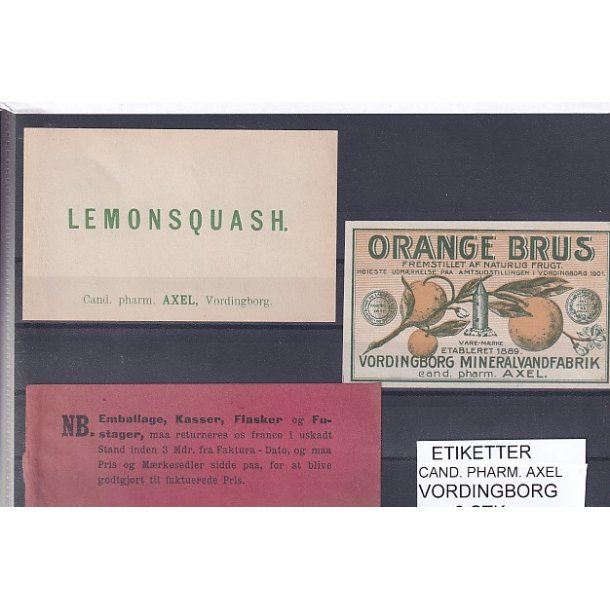 LEMONSQUASH.
Cand. pharm. AXEL, Vordingborg.
ORANGE BRUS
FREMSTILLET AF NATURLIG FRUGT.
HØIESTE UDMÆRKELSE PAA AMTSUDSTILLINGEN I VORDINGBORG 1901.
VARE-MÆRKE
ETABLERET 1889.
VORDINGBORG MINERALVANDFABRIK
cand. pharm. AXEL.
NB. Emballage, Kasser, Flasker og Fu-
stager, maa returneres os franco i uskadt
Stand inden 3 Mdr. fra Faktura-Dato, og maa
Pris og Mærkesedler sidde paa, for at blive
godtgjort til fakturerede Pris.
ETIKETTER
CAND. PHARM. AXEL
VORDINGBORG